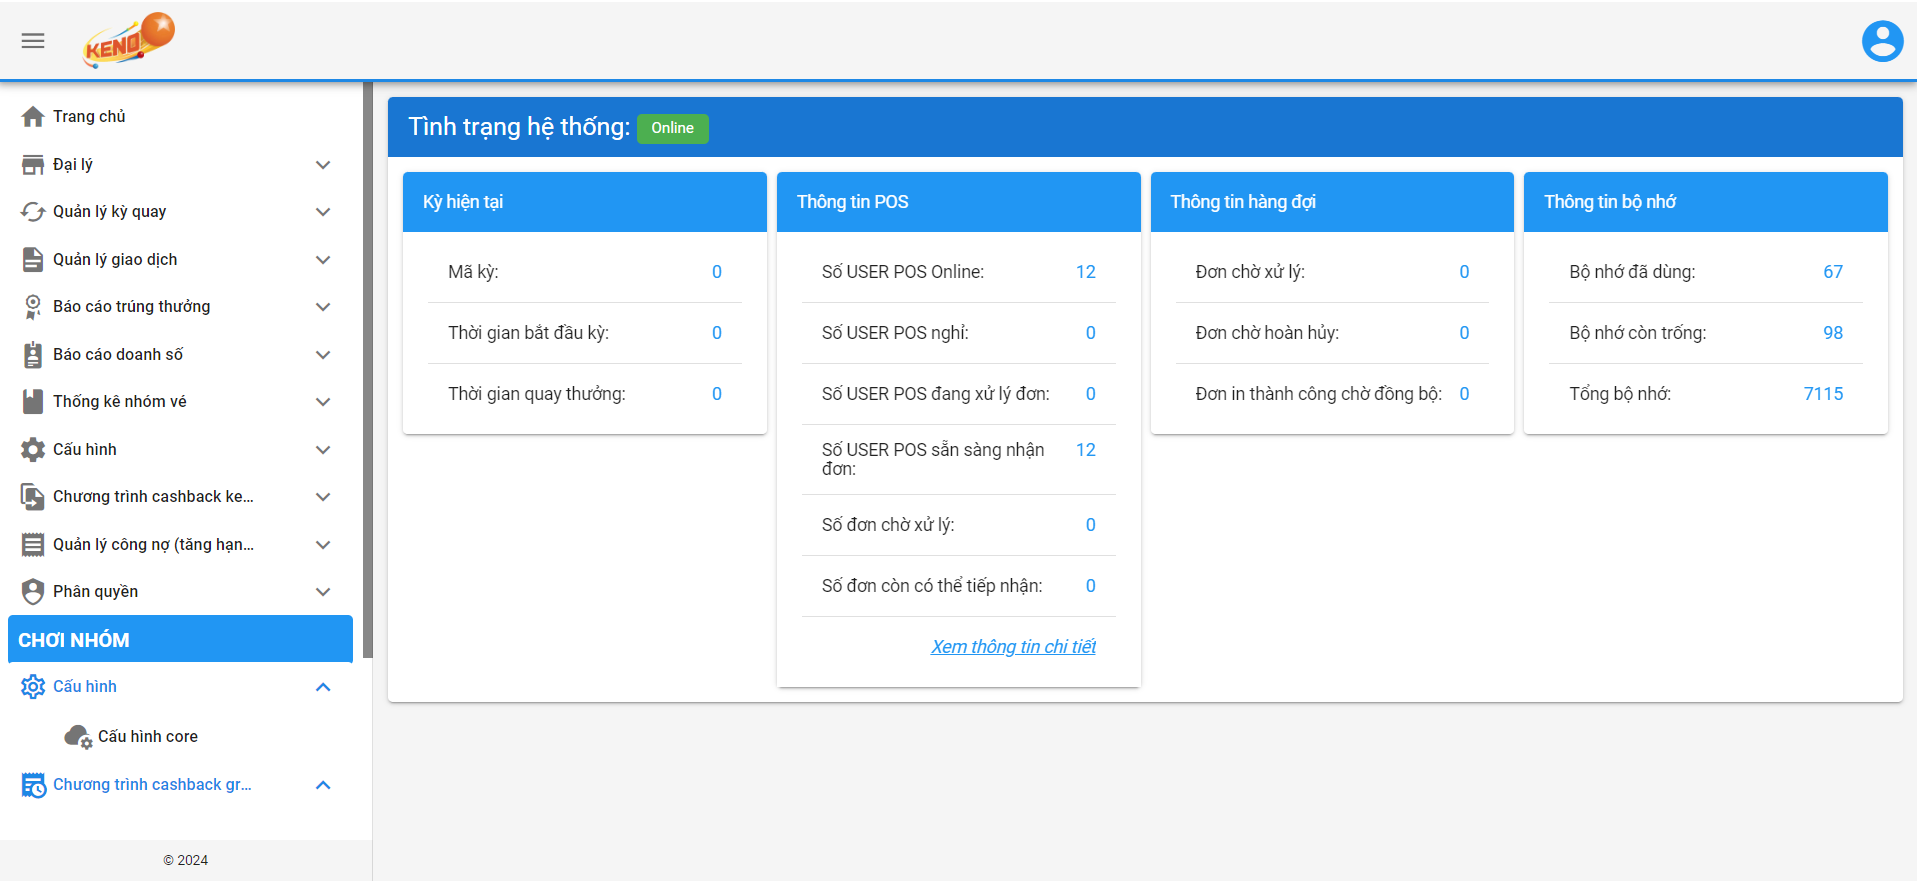 KENO
Trang chủ
Đại lý
Quản lý kỳ quay
Quản lý giao dịch
Báo cáo trúng thưởng
Báo cáo doanh số
Thống kê nhóm vé
Cấu hình
Chương trình cashback ke...
Quản lý công nợ (tăng hạn...
Phân quyền
CHƠI NHÓM
Cấu hình
Cấu hình core
Chương trình cashback gr...
© 2024
Tình trạng hệ thống: Online
Kỳ hiện tại
Mã kỳ: 0
Thời gian bắt đầu kỳ: 0
Thời gian quay thưởng: 0
Thông tin POS
Số USER POS Online: 12
Số USER POS nghỉ: 0
Số USER POS đang xử lý đơn: 0
Số USER POS sẵn sàng nhận 12
đơn:
Số đơn chờ xử lý: 0
Số đơn còn có thể tiếp nhận: 0
Xem thông tin chi tiết
Thông tin hàng đợi
Đơn chờ xử lý: 0
Đơn chờ hoàn hủy: 0
Đơn in thành công chờ đồng bộ: 0
Thông tin bộ nhớ
Bộ nhớ đã dùng: 67
Bộ nhớ còn trống: 98
Tổng bộ nhớ: 7115